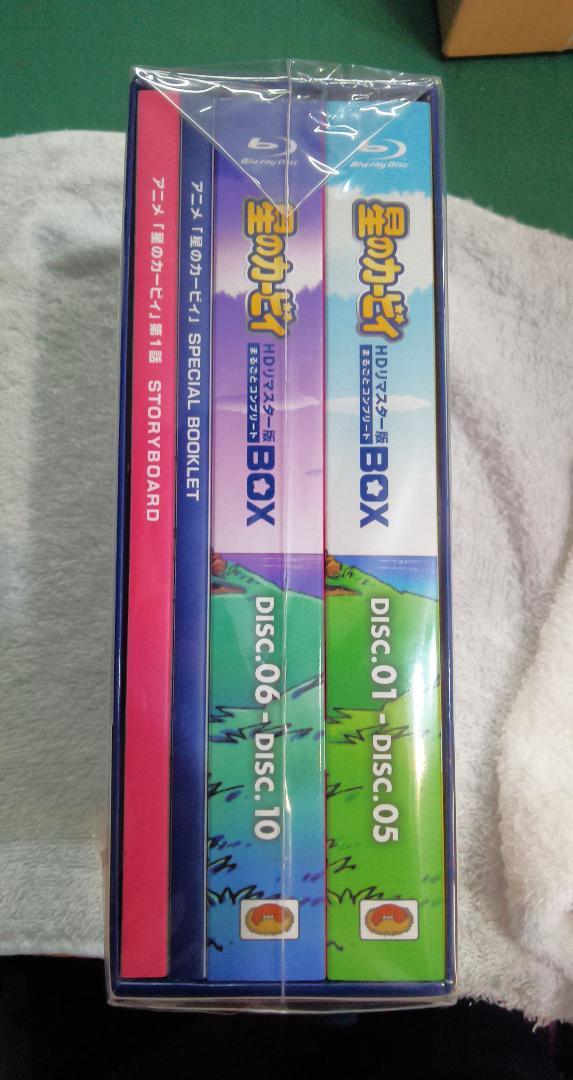 アニメ「星のカービィ」第1話 STORYBOARD
アニメ「星のカービィ」 SPECIAL BOOKLET
Blu-ray Disc
星のカービィ
HDリマスター版
まるごとコンプリート
BOX
DISC.06 - DISC. 10
Blu-ray Disc
星のカービィ
HDリマスター版
まるごとコンプリート
BOX
DISC.01 - DISC.05